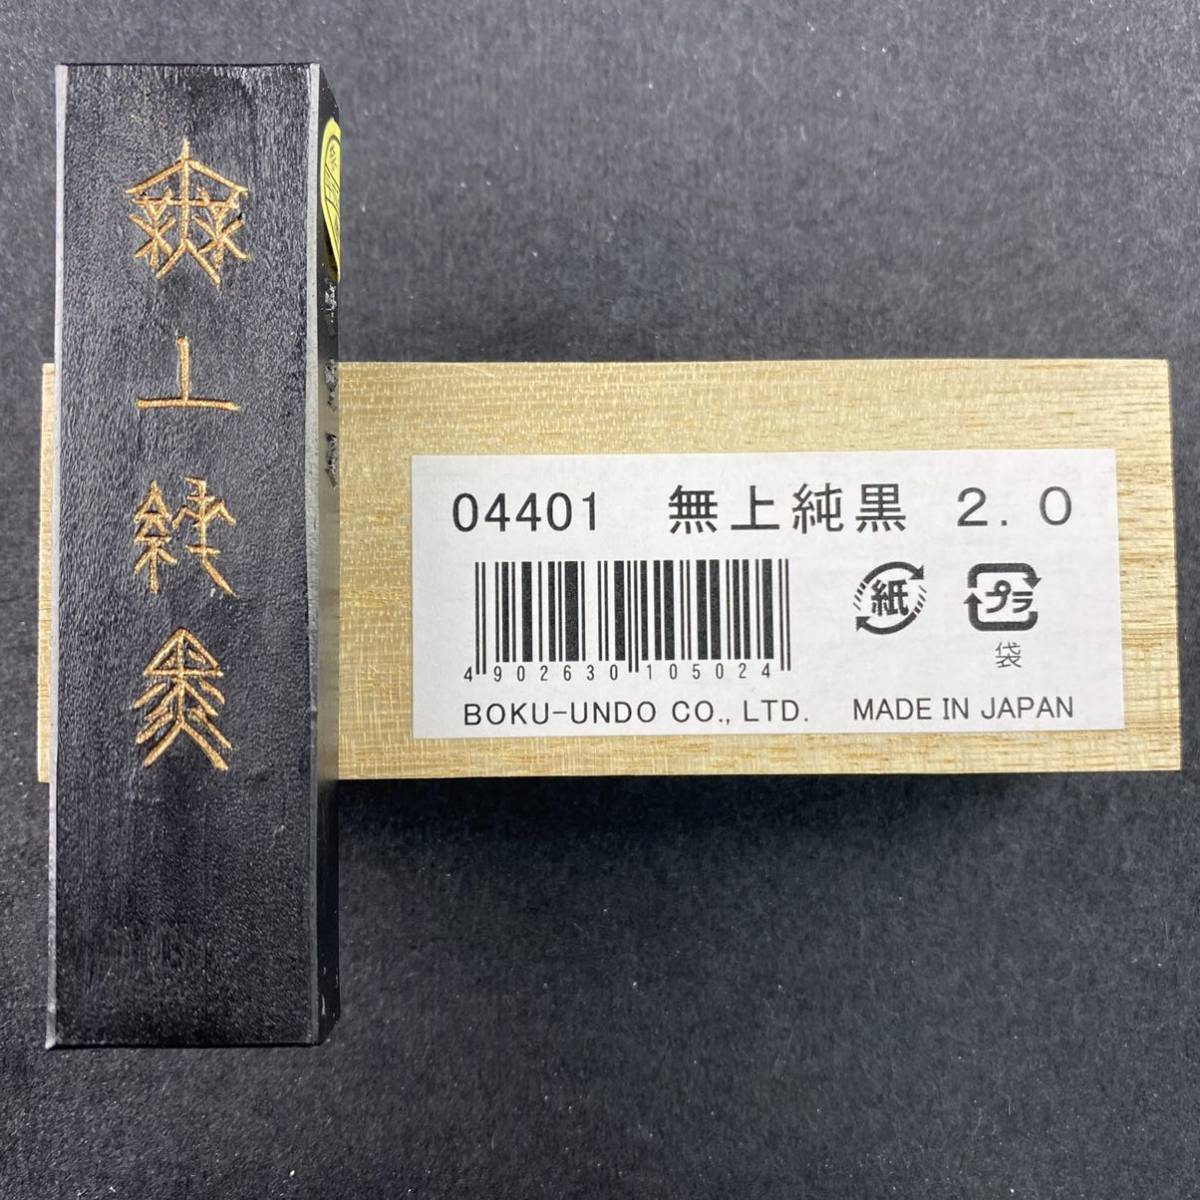 無
上
純
黒
04401 無上純黒 2.0
紙 プラ
袋
4 902630 105024
BOKU-UNDO CO., LTD. MADE IN JAPAN